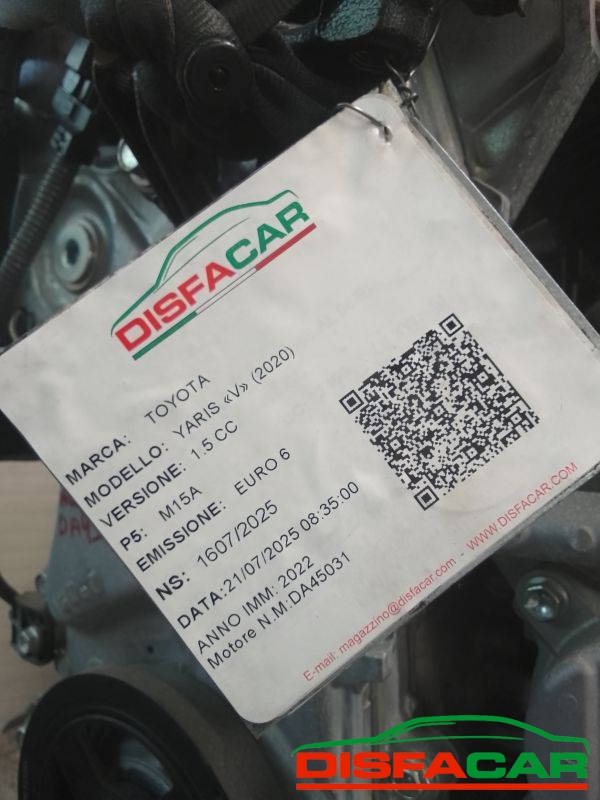 DISFACAR
MARCA: TOYOTA
MODELLO: YARIS «V» (2020)
VERSIONE: 1.5 CC
P5: M15A
EMISSIONE: EURO 6
NS: 1607/2025
DATA:21/07/2025 08:35:00
ANNO IMM: 2022
Motore N.M:DA45031
E-mail: magazzino@disfacar.com - WWW.DISFACAR.COM
DISFACAR